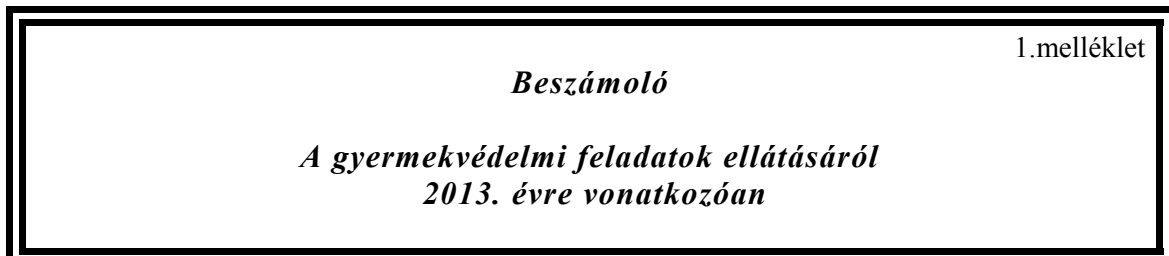 1.melléklet
Beszámoló
A gyermekvédelmi feladatok ellátásáról
2013. évre vonatkozóan